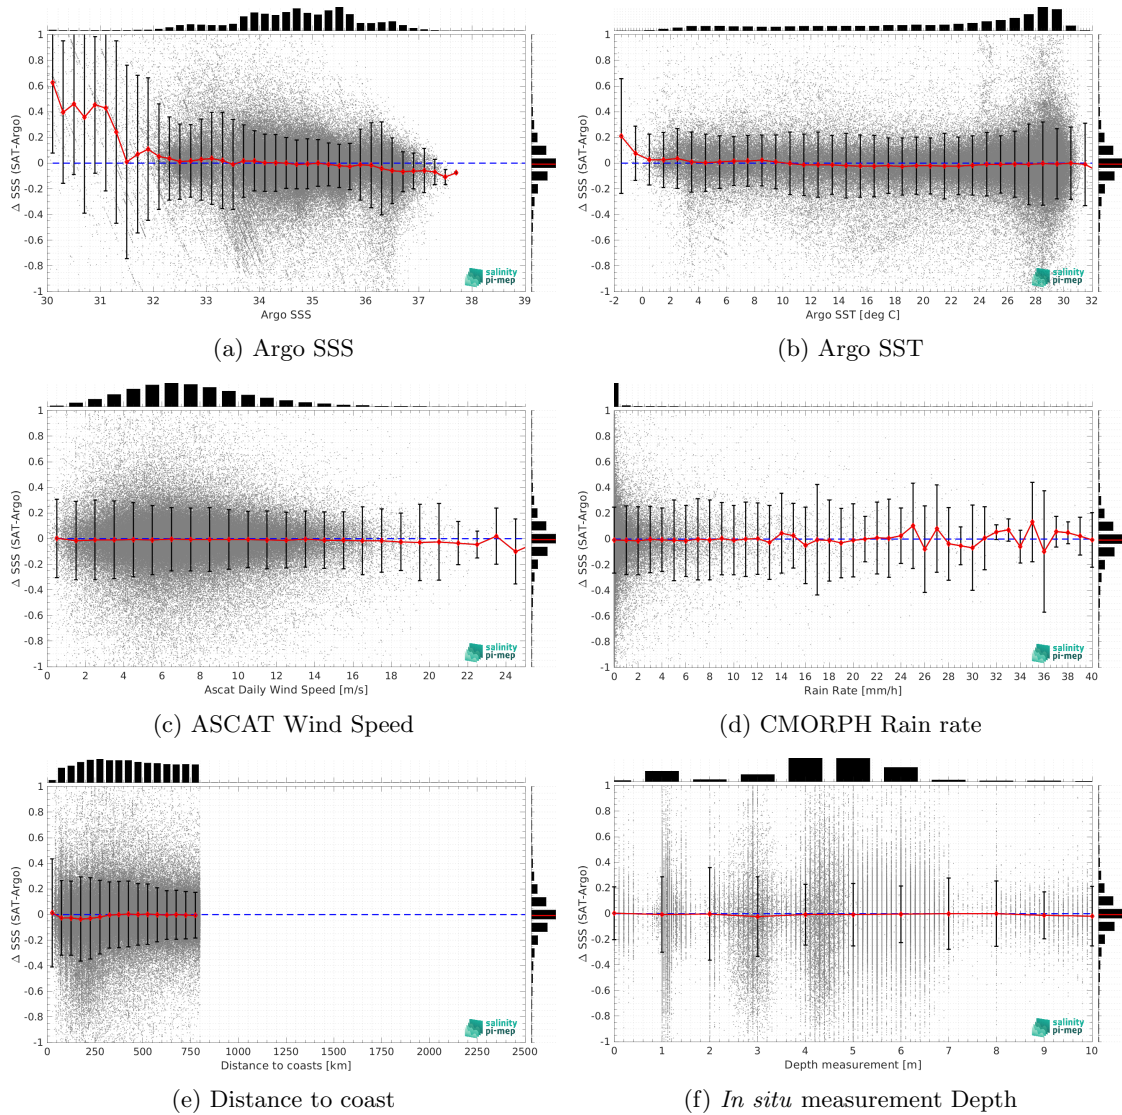 1
0.8
0.6
0.4
0.2
0
-0.2
-0.4
-0.6
-0.8
-1
Δ SSS (SAT-Argo)
30 31 32 33 34 35 36 37 38 39
Argo SSS
salinity
pi-mep
(a) Argo SSS
1
0.8
0.6
0.4
0.2
0
-0.2
-0.4
-0.6
-0.8
-1
Δ SSS (SAT-Argo)
-2 0 2 4 6 8 10 12 14 16 18 20 22 24 26 28 30 32
Argo SST [deg C]
salinity
pi-mep
(b) Argo SST
1
0.8
0.6
0.4
0.2
0
-0.2
-0.4
-0.6
-0.8
-1
Δ SSS (SAT-Argo)
0 2 4 6 8 10 12 14 16 18 20 22 24
Ascat Daily Wind Speed [m/s]
salinity
pi-mep
(c) ASCAT Wind Speed
1
0.8
0.6
0.4
0.2
0
-0.2
-0.4
-0.6
-0.8
-1
Δ SSS (SAT-Argo)
0 2 4 6 8 10 12 14 16 18 20 22 24 26 28 30 32 34 36 38 40
Rain Rate [mm/h]
salinity
pi-mep
(d) CMORPH Rain rate
1
0.8
0.6
0.4
0.2
0
-0.2
-0.4
-0.6
-0.8
-1
Δ SSS (SAT-Argo)
0 250 500 750 1000 1250 1500 1750 2000 2250 2500
Distance to coasts [km]
salinity
pi-mep
(e) Distance to coast
1
0.8
0.6
0.4
0.2
0
-0.2
-0.4
-0.6
-0.8
-1
Δ SSS (SAT-Argo)
0 1 2 3 4 5 6 7 8 9 10
Depth measurement [m]
salinity
pi-mep
(f) In situ measurement Depth